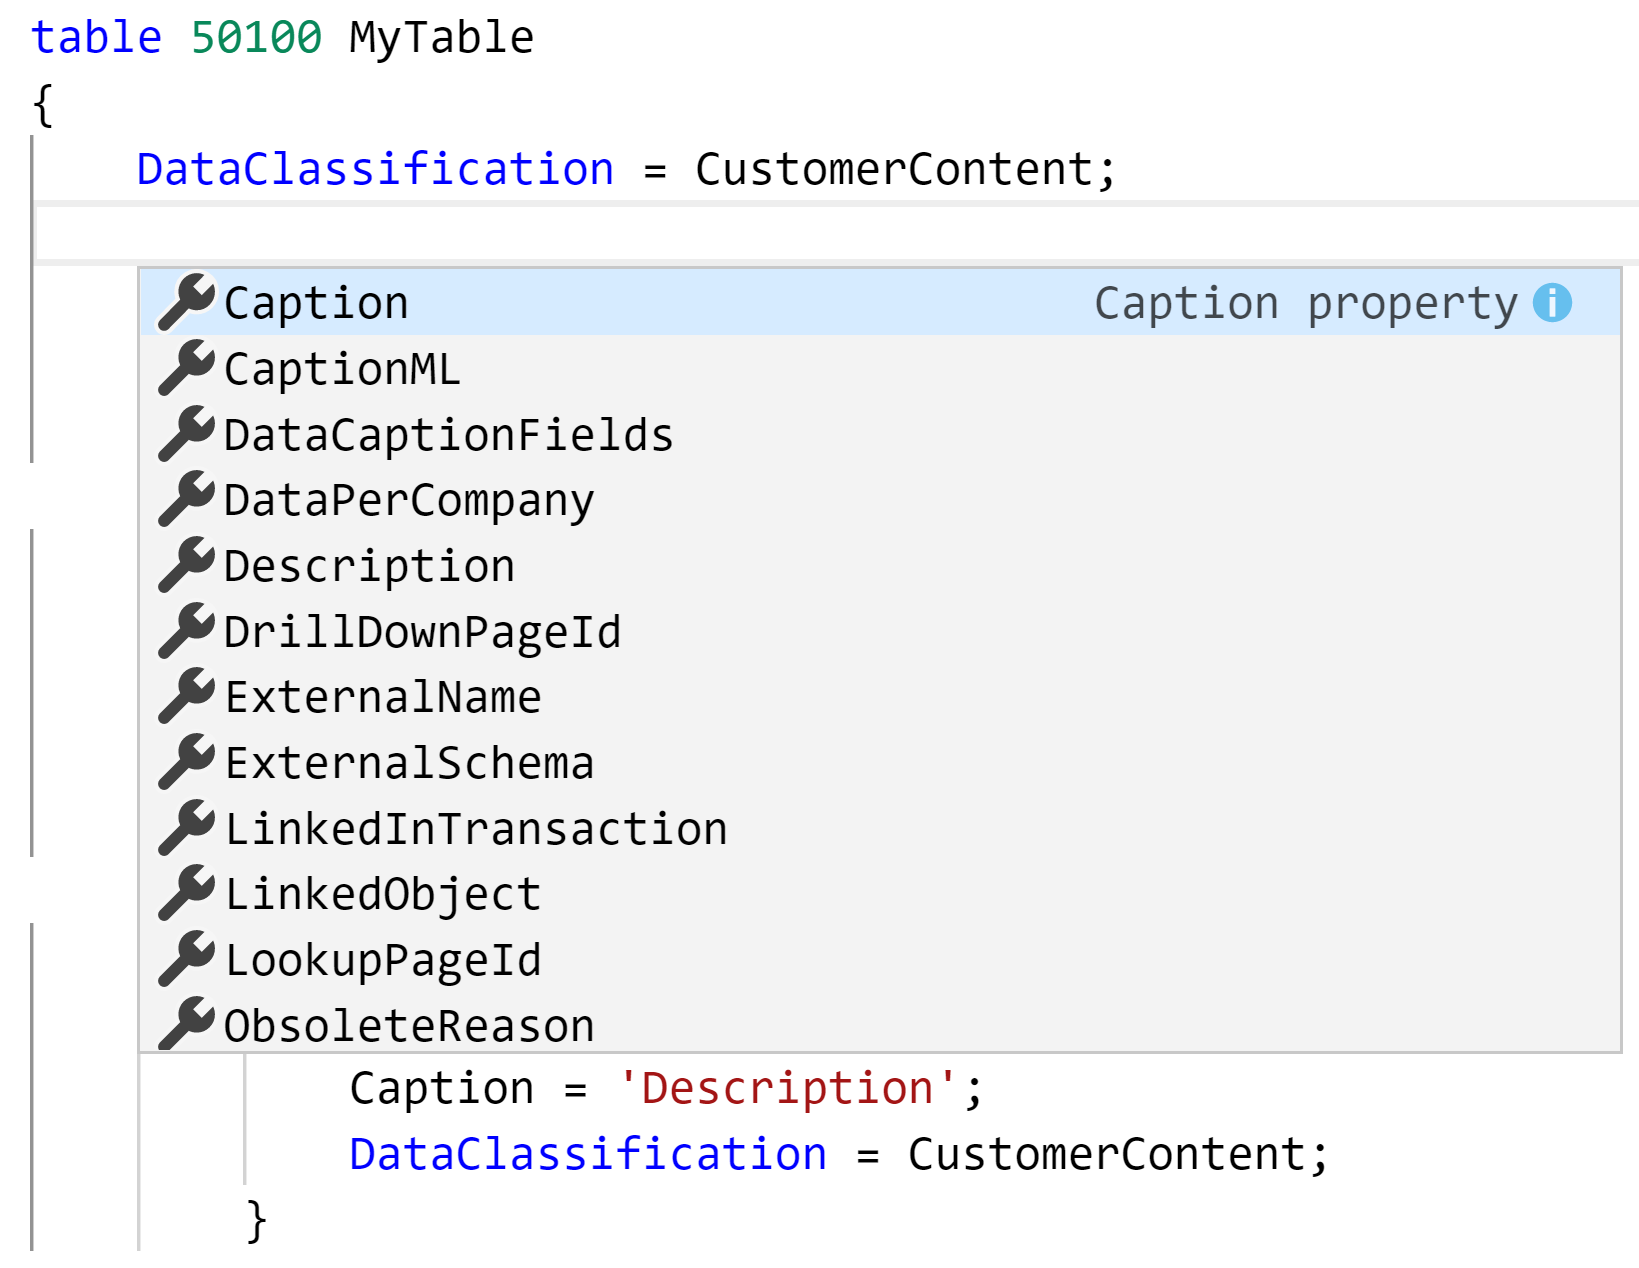 table 50100 MyTable
{
DataClassification = CustomerContent;
Caption Caption property i
CaptionML
DataCaptionFields
DataPerCompany
Description
DrillDownPageId
ExternalName
ExternalSchema
LinkedInTransaction
LinkedObject
LookupPageId
ObsoleteReason
Caption = 'Description';
DataClassification = CustomerContent;
}